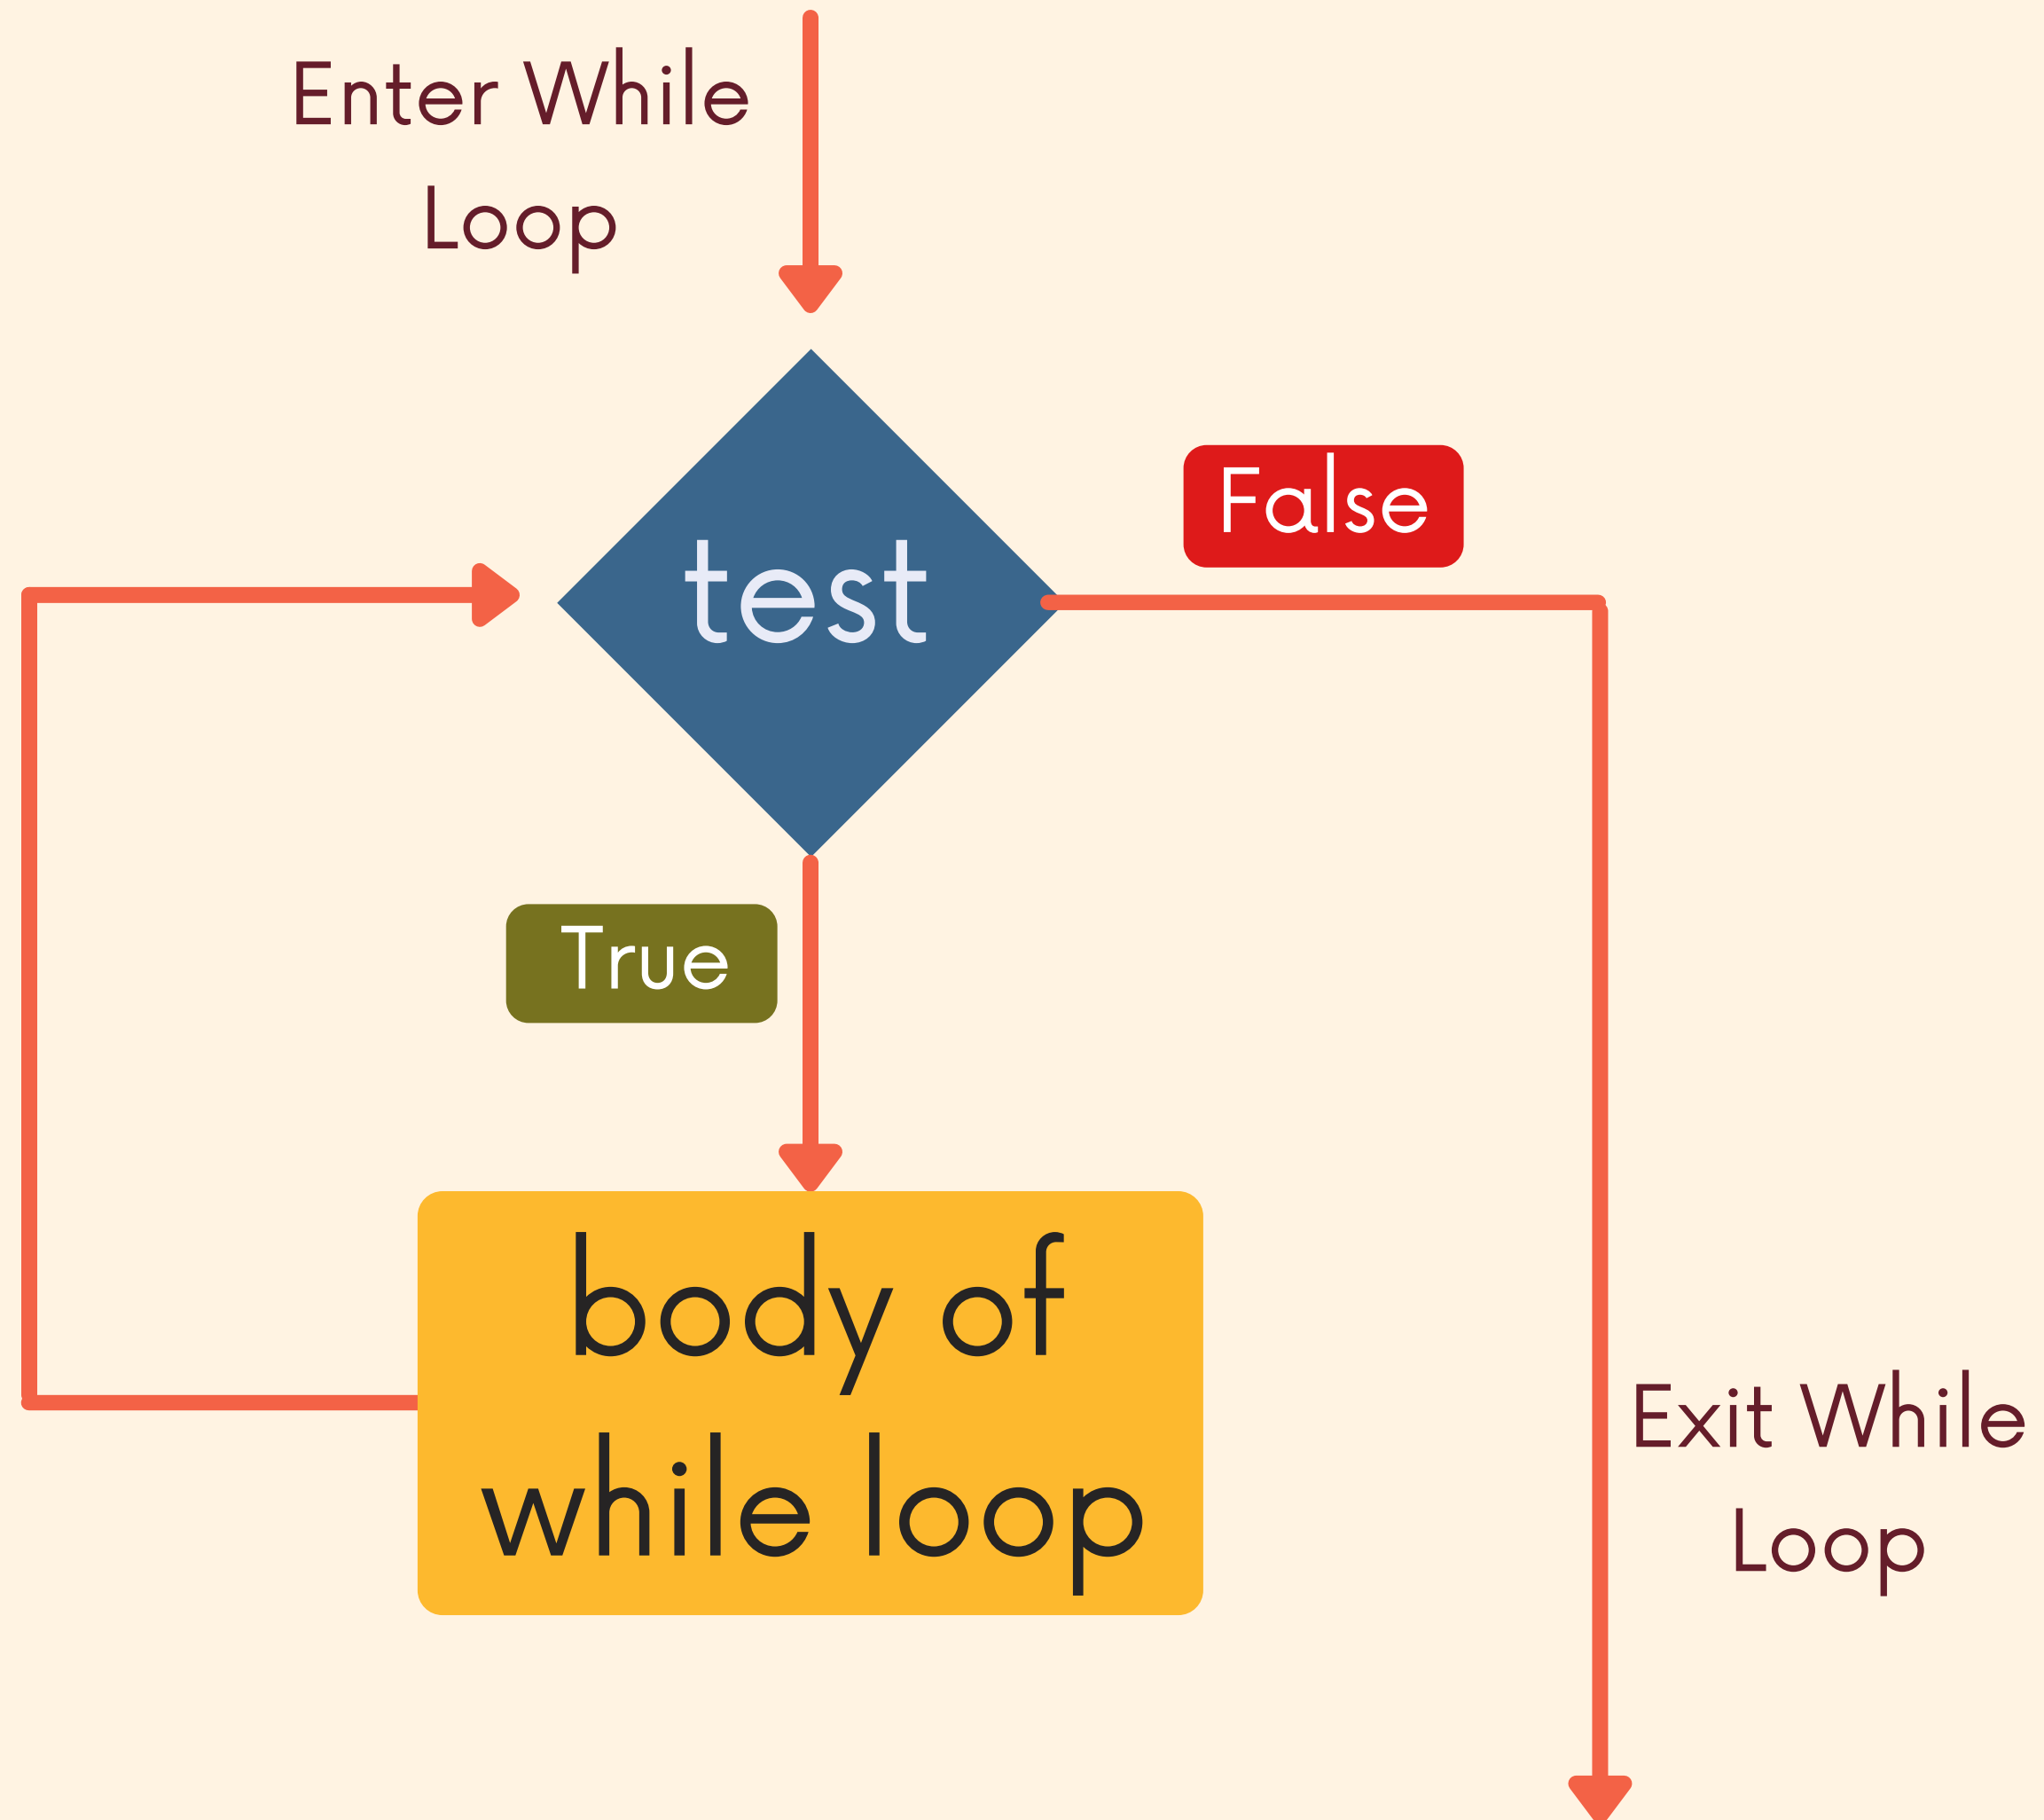 Enter While
Loop
test
False
True
body of
while loop
Exit While
Loop